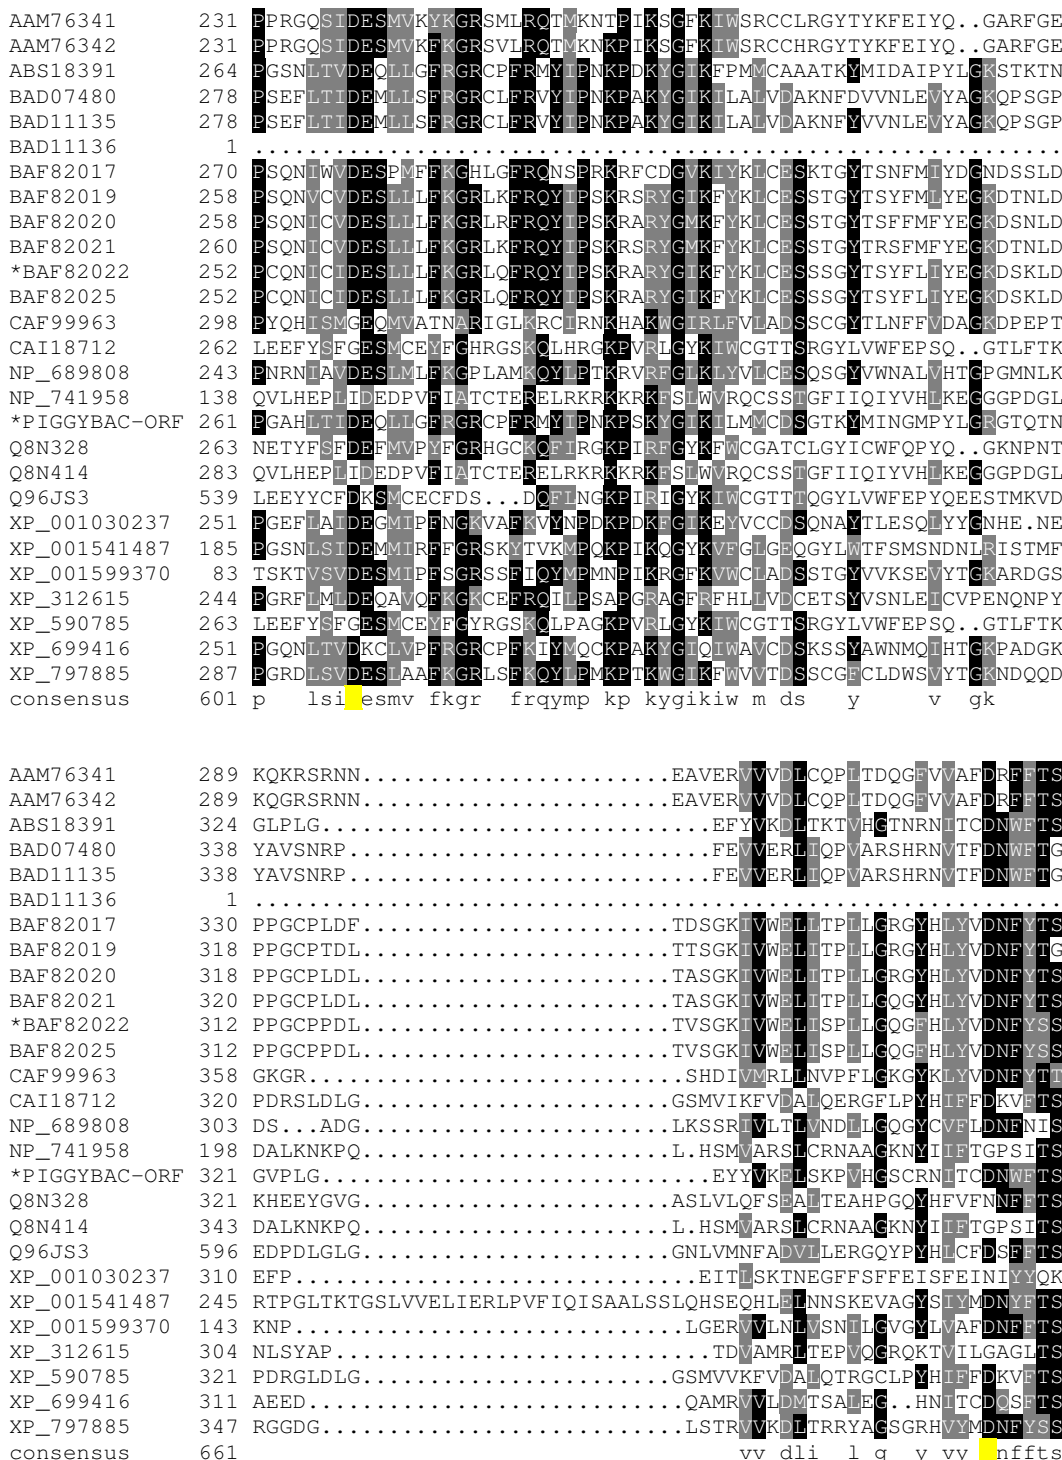 AAM76341 231 PPRGQSIDESMVKYKGRSMLRQTMKNTPIKSGFKIWSRCCLRGYTYKFEIYQ..GARFGE
AAM76342 231 PPRGQSIDESMVKFKGRSVLRQTMKNKPIKSGFKIWSRCCHRGYTYKFEIYQ..GARFGE
ABS18391 264 PGSNLTVDEQLLGFRGRCPFRMYIPNKPDKYGIKFPMMCAAATKYMIDAIPYLGKSTKTN
BAD07480 278 PSEFLTIDEMLLSFRGRCLFRVYIPNKPAKYGIKILALVDAKNFDVVNLEVYAGKQPSGP
BAD11135 278 PSEFLTIDEMLLSFRGRCLFRVYIPNKPAKYGIKILALVDAKNFYVVNLEVYAGKQPSGP
BAD11136 1 ............................................................
BAF82017 270 PSQNIWVDESPMFFKGHLGFRQNSPRKRFCDGVKIYKLCESKTGYTSNFMIYDGNDSSLD
BAF82019 258 PSQNVCVDESLLLFKGRLKFRQYIPSKRSRYGIKFYKLCESSTGYTSYFMLYEGKDTNLD
BAF82020 258 PSQNICVDESLLLFKGRLRFRQYIPSKRARYGMKFYKLCESSTGYTSFFMFYEGKDSNLD
BAF82021 260 PSQNICVDESLLLFKGRLKFRQYIPSKRSRYGMKFYKLCESSTGYTRSFMFYEGKDTNLD
*BAF82022 252 PCQNICIDESLLLFKGRLQFRQYIPSKRARYGIKFYKLCESSSGYTSYFLIYEGKDSKLD
BAF82025 252 PCQNICIDESLLLFKGRLQFRQYIPSKRARYGIKFYKLCESSSGYTSYFLIYEGKDSKLD
CAF99963 298 PYQHISMGEQMVATNARIGLKRCIRNKHAKWGIRLFVLADSSCGYTLNFFVDAGKDPEPT
CAI18712 262 LEEFYSFGESMCEYFGHRGSKQLHRGKPVRLGYKIWCGTTSRGYLVWFEPSQ..GTLFTK
NP_689808 243 PNRNIAVDESLMLFKGPLAMKQYLPTKRVRFGLKLYVLCESQSGYVWNALVHTGPGMNLK
NP_741958 138 QVLHEPLIDEDPVFIATCTERELRKRKKRKFSLWVRQCSSTGFIIQIYVHLKEGGGPDGL
*PIGGYBAC-ORF 261 PGAHLTIDEQLLGFRGRCPFRMYIPNKPSKYGIKILMMCDSGTKYMINGMPYLGRGTQTN
Q8N328 263 NETYFSFDEFMVPYFGRHGCKQFIRGKPIRFGYKFWCGATCLGYICWFQPYQ..GKNPNT
Q8N414 283 QVLHEPLIDEDPVFIATCTERELRKRKKRKFSLWVRQCSSTGFIIQIYVHLKEGGGPDGL
Q96JS3 539 LEEYYCFDKSMCECFDS...DQFLNGKPIRIGYKIWCGTTTQGYLVWFEPYQEESTMKVD
XP_001030237 251 PGEFLAIDEGMIPFNGKVAFKVYNPDKPDKFGIKEYVCCDSQNAYTLESQLYYGNHE.NE
XP_001541487 185 PGSNLSIDEMMIRFFGRSKYTVKMPQKPIKQGYKVFGLGEQGYLWTFSMSNDNLRISTMF
XP_001599370 83 TSKTVSVDESMIPFSGRSSFIQYMPMNPIKRGFKVWCLADSSTGYVVKSEVYTGKARDGS
XP_312615 244 PGRFLMLDEQAVQFKGKCEFRQILPSAPGRAGFRFHLLVDCETSYVSNLEICVPENQNPY
XP_590785 263 LEEFYSFGESMCEYFGYRGSKQLPAGKPVRLGYKIWCGTTSRGYLVWFEPSQ..GTLFTK
XP_699416 251 PGQNLTVDKCLVPFRGRCPFKIYMQCKPAKYGIQIWAVCDSKSSYAWNMQIHTGKPADGK
XP_797885 287 PGRDLSVDESLAAFKGRLSFKQYLPMKPTKWGIKFWVVTDSSCGFCLDWSVYTGKNDQQD
consensus 601 p lsi esmv fkgr frqymp kp kygikiw m ds y v gk
AAM76341 289 KQKRSRNN.......................EAVERVVVDLCQPLTDQGFVVAFDRFFTS
AAM76342 289 KQGRSRNN.......................EAVERVVVDLCQPLTDQGFVVAFDRFFTS
ABS18391 324 GLPLG.............................EFYVKDLTKTVHGTNRNITCDNWFTS
BAD07480 338 YAVSNRP...........................FEVVERLIQPVARSHRNVTFDNWFTG
BAD11135 338 YAVSNRP...........................FEVVERLIQPVARSHRNVTFDNWFTG
BAD11136 1 ............................................................
BAF82017 330 PPGCPLDF.......................TDSGKIVWELLTPLLGRGYHLYVDNFYTS
BAF82019 318 PPGCPTDL.......................TTSGKIVWELITPLLGRGYHLYVDNFYTG
BAF82020 318 PPGCPLDL.......................TASGKIVWELITPLLGRGYHLYVDNFYTS
BAF82021 320 PPGCPLDL.......................TASGKIVWELITPLLGQGYHLYVDNFYTS
*BAF82022 312 PPGCPPDL.......................TVSGKIVWELISPLLGQGFHLYVDNFYSS
BAF82025 312 PPGCPPDL.......................TVSGKIVWELISPLLGQGFHLYVDNFYSS
CAF99963 358 GKGR............................SHDIVMRLLNVPFLGKGYKLYVDNFYTT
CAI18712 320 PDRSLDLG.......................GSMVIKFVDALQERGFLPYHIFFDKVFTS
NP_689808 303 DS...ADG.......................LKSSRIVLTLVNDLLGQGYCVFLDNFNIS
NP_741958 198 DALKNKPQ.......................L.HSMVARSLCRNAAGKNYIIFTGPSITS
*PIGGYBAC-ORF 321 GVPLG.............................EYYVKELSKPVHGSCRNITCDNWFTS
Q8N328 321 KHEEYGVG.......................ASLVLQFSEALTEAHPGQYHFVFNNFFTS
Q8N414 343 DALKNKPQ.......................L.HSMVARSLCRNAAGKNYIIFTGPSITS
Q96JS3 596 EDPDLGLG.......................GNLVMNFADVLLERGQYPYHLCFDSFFTS
XP_001030237 310 EFP..............................EITLSKTNEGFFSFFEISFEINIYYQK
XP_001541487 245 RTPGLTKTGSLVVELIERLPVFIQISAALSSLQHSEQHLELNNSKEVAGYSIYMDNYFTS
XP_001599370 143 KNP.............................LGERVVLNLVSNILGVGYLVAFDNFFTS
XP_312615 304 NLSYAP...........................TDVAMRLTEPVQGRQKTVILGAGLTS
XP_590785 321 PDRGLDLG.......................GSMVVKFVDALQTRGCLPYHIFFDKVFTS
XP_699416 311 AEED............................QAMRVVLDMTSALEG..HNITCDQSFTS
XP_797885 347 RGGDG...........................LSTRVVKDLTRRYAGSGRHVYMDNFYSS
consensus 661 vv dli l g y vy nffts